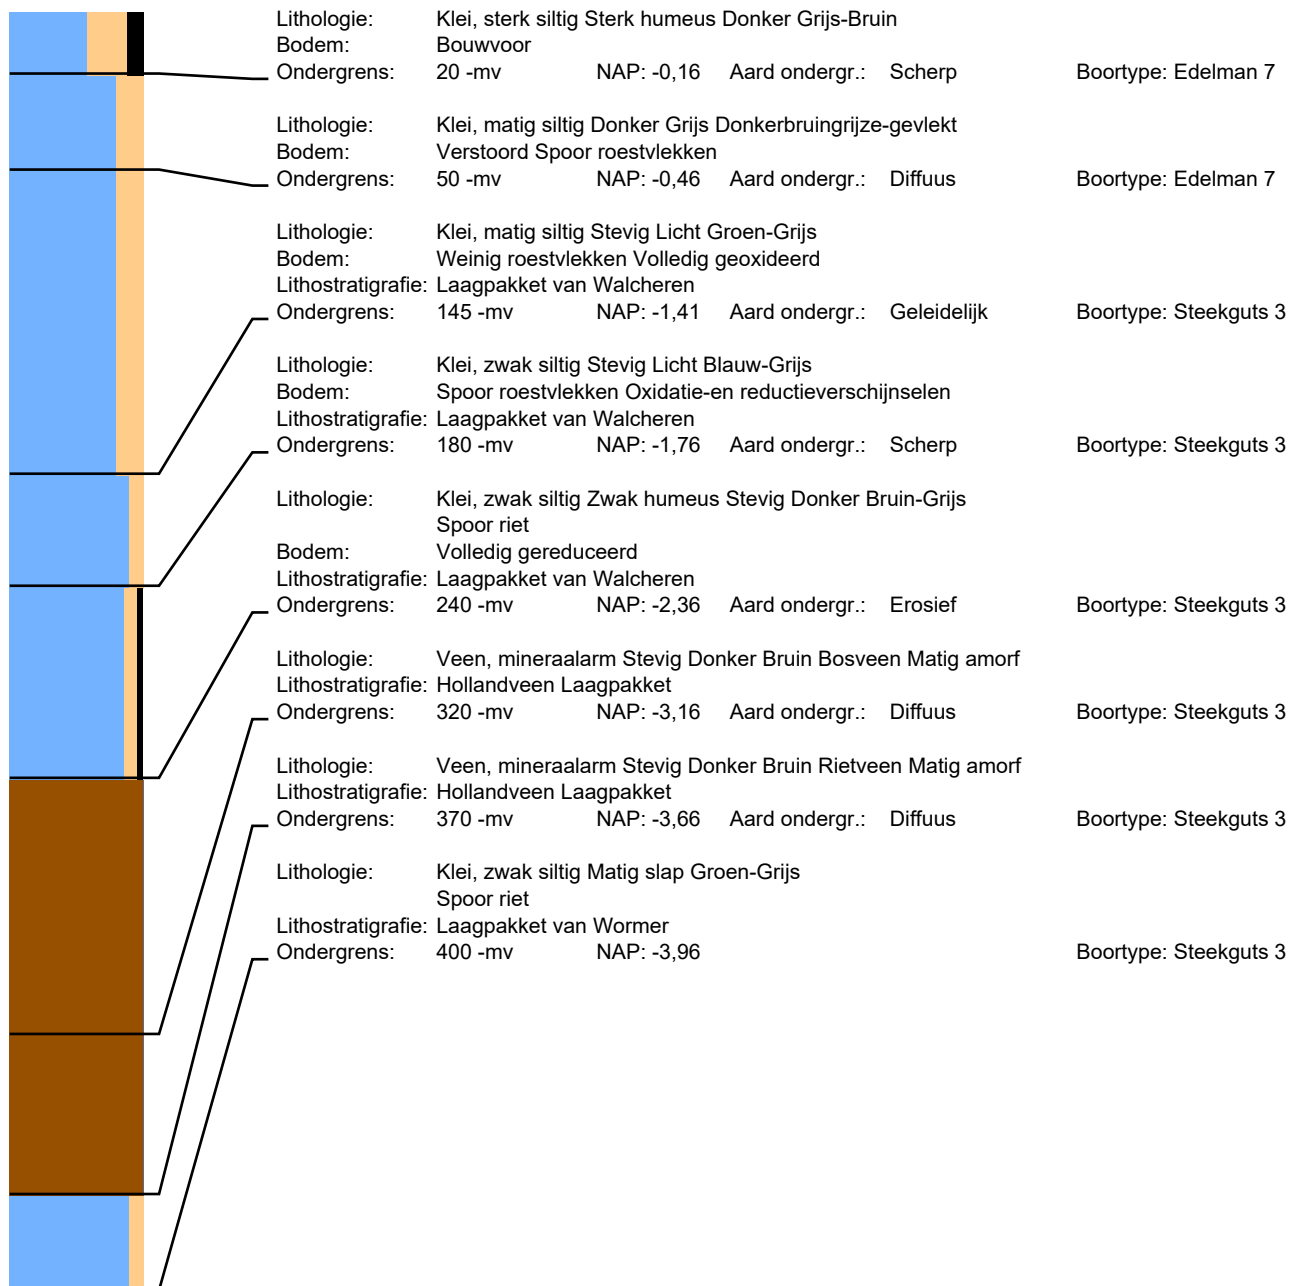 Lithologie: Klei, sterk siltig Sterk humeus Donker Grijs-Bruin
Bodem: Bouwvoor
Ondergrens: 20 -mv NAP: -0,16 Aard ondergr.: Scherp Boortype: Edelman 7
Lithologie: Klei, matig siltig Donker Grijs Donkerbruingrijze-gevlekt
Bodem: Verstoord Spoor roestvlekken
Ondergrens: 50 -mv NAP: -0,46 Aard ondergr.: Diffuus Boortype: Edelman 7
Lithologie: Klei, matig siltig Stevig Licht Groen-Grijs
Bodem: Weinig roestvlekken Volledig geoxideerd
Lithostratigrafie: Laagpakket van Walcheren
Ondergrens: 145 -mv NAP: -1,41 Aard ondergr.: Geleidelijk Boortype: Steekguts 3
Lithologie: Klei, zwak siltig Stevig Licht Blauw-Grijs
Bodem: Spoor roestvlekken Oxidatie-en reductieverschijnselen
Lithostratigrafie: Laagpakket van Walcheren
Ondergrens: 180 -mv NAP: -1,76 Aard ondergr.: Scherp Boortype: Steekguts 3
Lithologie: Klei, zwak siltig Zwak humeus Stevig Donker Bruin-Grijs
Spoor riet
Bodem: Volledig gereduceerd
Lithostratigrafie: Laagpakket van Walcheren
Ondergrens: 240 -mv NAP: -2,36 Aard ondergr.: Erosief Boortype: Steekguts 3
Lithologie: Veen, mineraalarm Stevig Donker Bruin Bosveen Matig amorf
Lithostratigrafie: Hollandveen Laagpakket
Ondergrens: 320 -mv NAP: -3,16 Aard ondergr.: Diffuus Boortype: Steekguts 3
Lithologie: Veen, mineraalarm Stevig Donker Bruin Rietveen Matig amorf
Lithostratigrafie: Hollandveen Laagpakket
Ondergrens: 370 -mv NAP: -3,66 Aard ondergr.: Diffuus Boortype: Steekguts 3
Lithologie: Klei, zwak siltig Matig slap Groen-Grijs
Spoor riet
Lithostratigrafie: Laagpakket van Wormer
Ondergrens: 400 -mv NAP: -3,96 Boortype: Steekguts 3